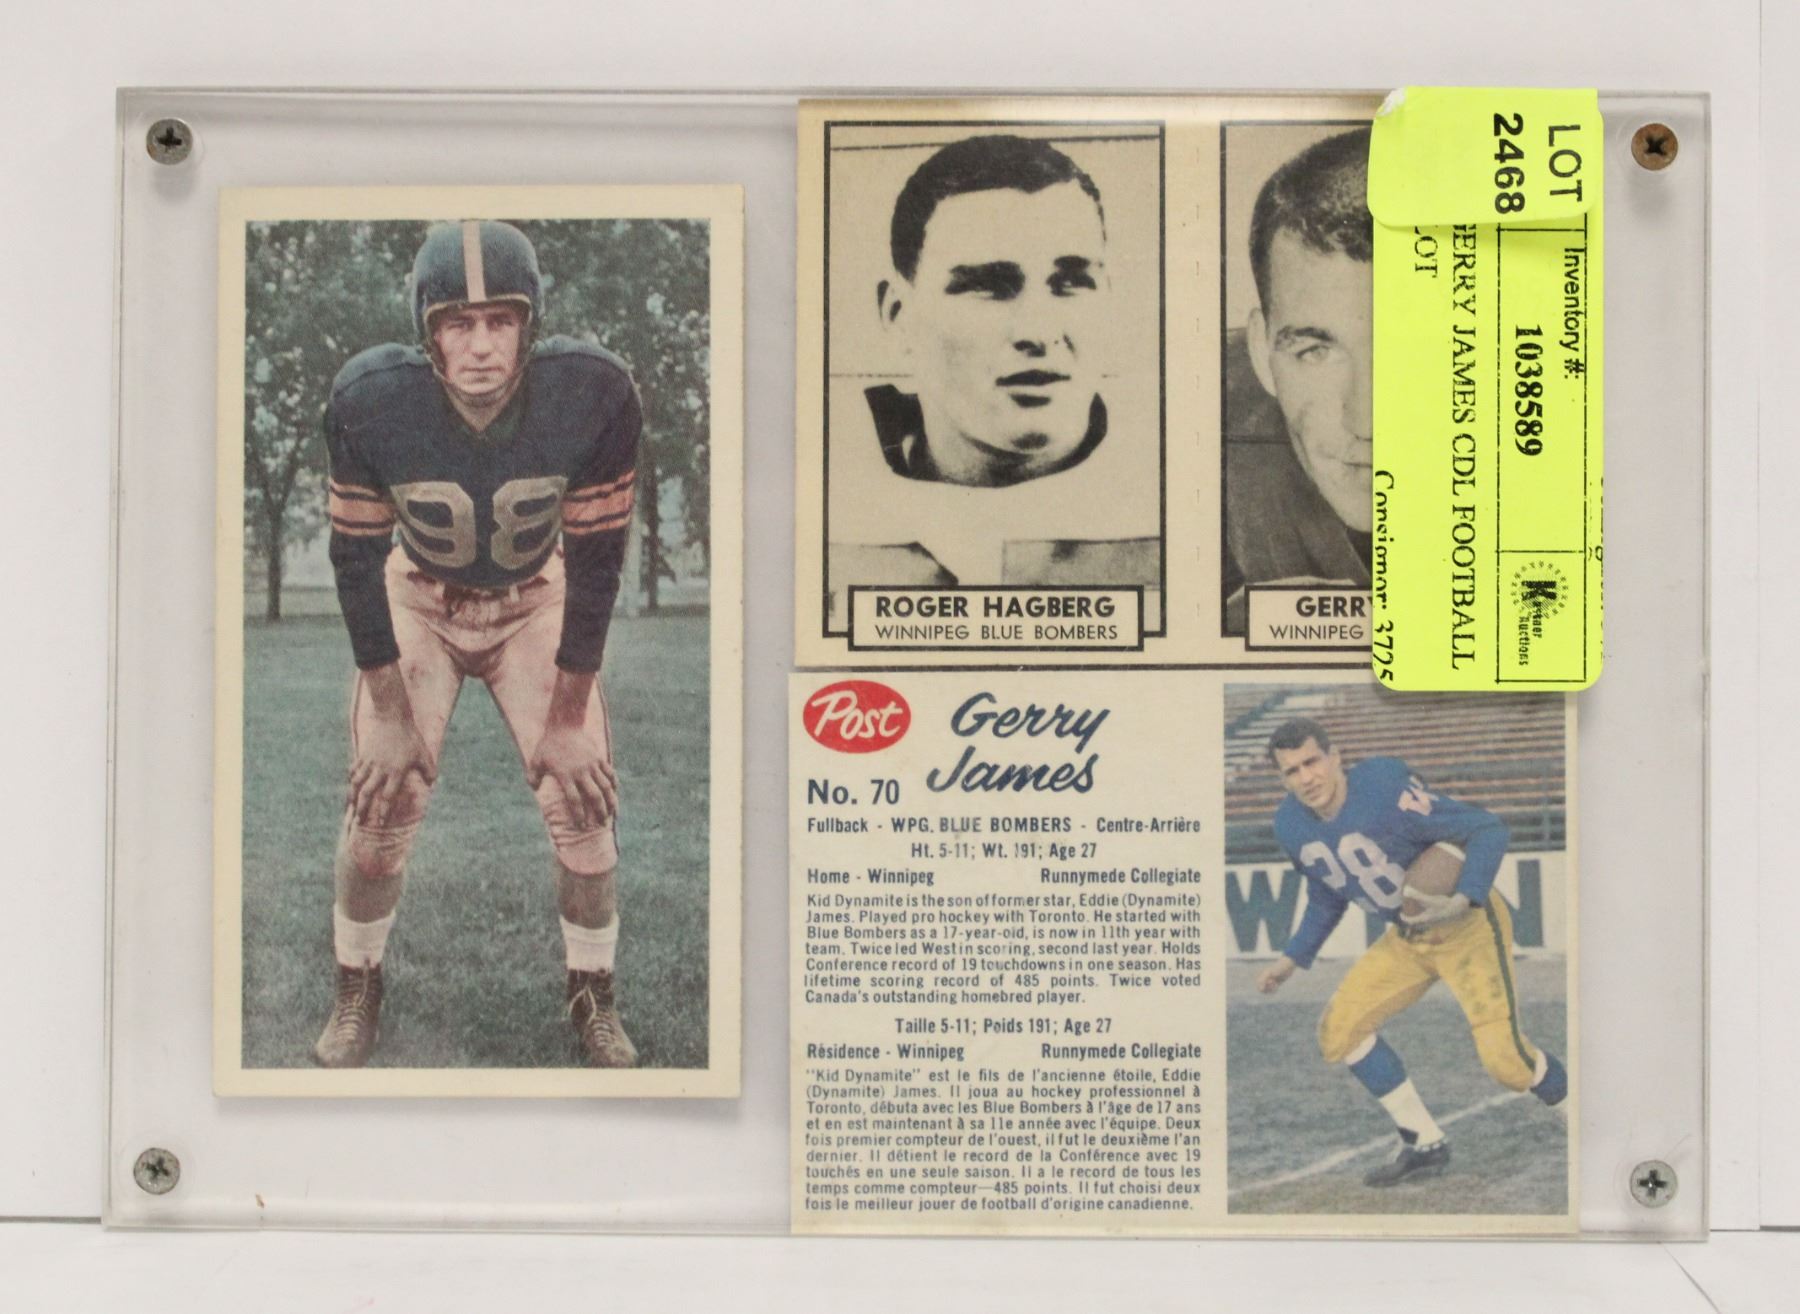 98
ROGER HAGBERG
WINNIPEG BLUE BOMBERS
GERRY
WINNIPEG
LOT
2468
Inventory #:
1038589
Kastner
Auctions
GERRY JAMES CDL FOOTBALL
LOT
Consignor: 3725
Post
Gerry
James
No. 70
Fullback - WPG. BLUE BOMBERS - Centre-Arrière
Ht. 5-11; Wt. 191; Age 27
Home - Winnipeg Runnymede Collegiate
Kid Dynamite is the son of former star, Eddie (Dynamite)
James. Played pro hockey with Toronto. He started with
Blue Bombers as a 17-year-old, is now in 11th year with
team. Twice led West in scoring, second last year. Holds
Conference record of 19 touchdowns in one season. Has
lifetime scoring record of 485 points. Twice voted
Canada's outstanding homebred player.
Taille 5-11; Poids 191; Age 27
Résidence - Winnipeg Runnymede Collegiate
"Kid Dynamite" est le fils de l'ancienne étoile, Eddie
(Dynamite) James. Il joua au hockey professionnel à
Toronto, débuta avec les Blue Bombers à l'âge de 17 ans
et en est maintenant à sa 11e année avec l'équipe. Deux
fois premier compteur de l'ouest, il fut le deuxième l'an
dernier. Il détient le record de la Conférence avec 19
touchés en une seule saison. Il a le record de tous les
temps comme compteur—485 points. Il fut choisi deux
fois le meilleur jouer de football d'origine canadienne.
28